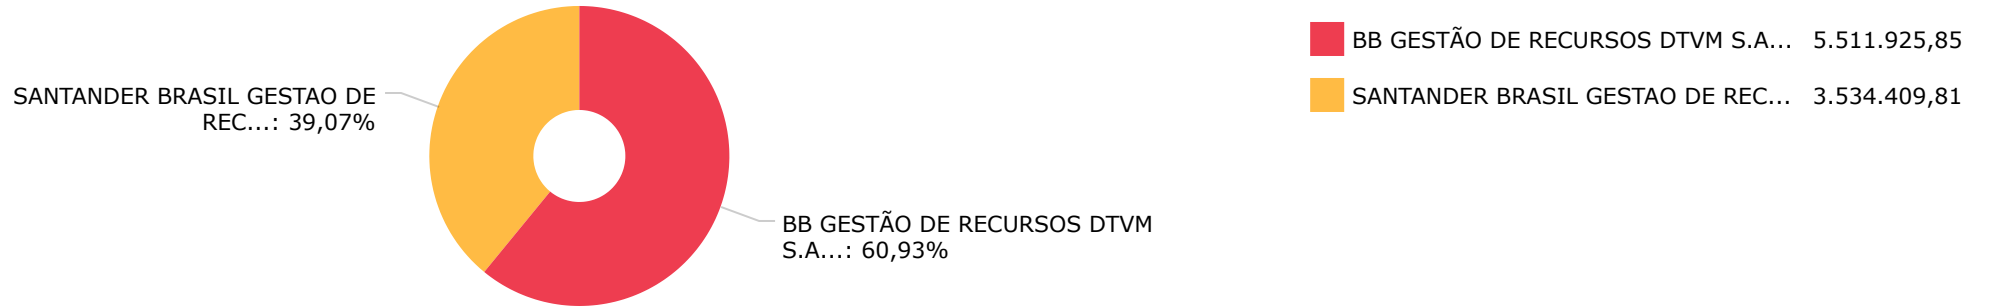 SANTANDER BRASIL GESTAO DE
REC...: 39,07%
BB GESTÃO DE RECURSOS DTVM
S.A...: 60,93%
BB GESTÃO DE RECURSOS DTVM S.A... 5.511.925,85
SANTANDER BRASIL GESTAO DE REC... 3.534.409,81